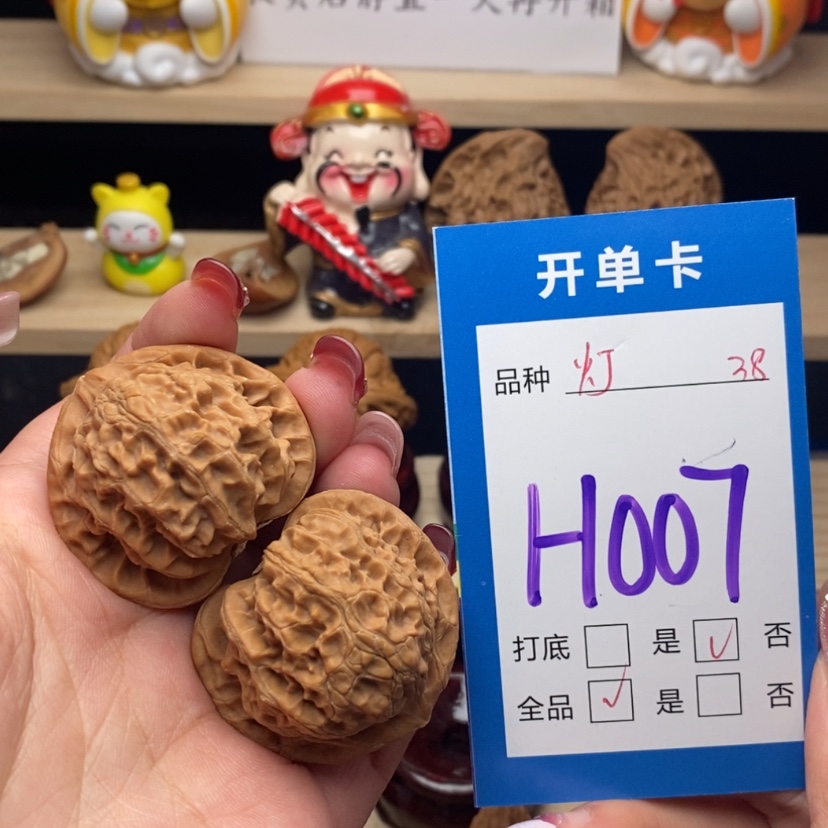 开单卡
品种 灯 38
H007
打底 是 ✓ 否
全品 ✓ 是 否